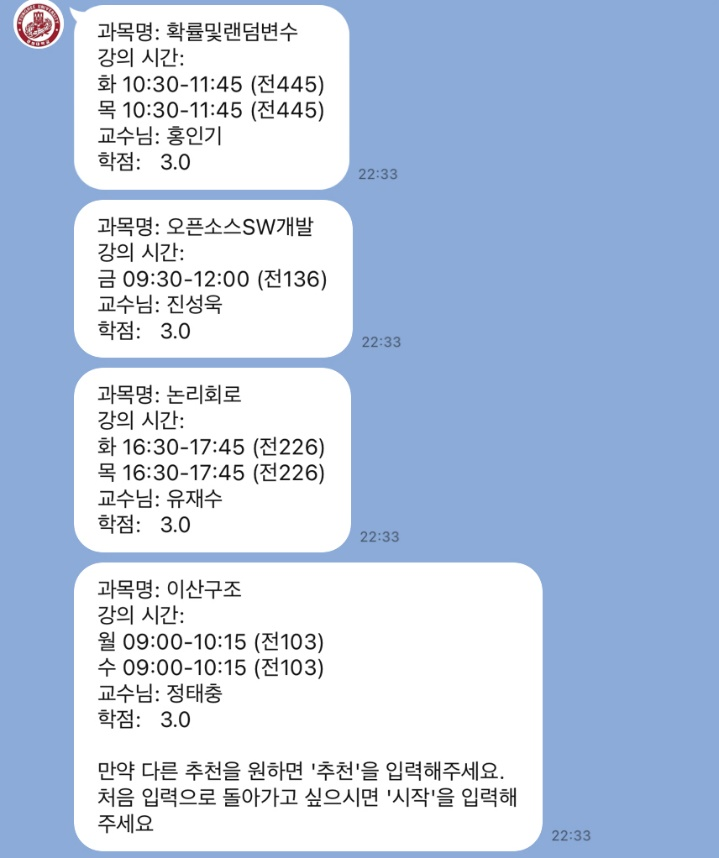 과목명: 확률및랜덤변수
강의 시간:
화 10:30-11:45 (전445)
목 10:30-11:45 (전445)
교수님: 홍인기
학점: 3.0
22:33
과목명: 오픈소스SW개발
강의 시간:
금 09:30-12:00 (전136)
교수님: 진성욱
학점: 3.0
22:33
과목명: 논리회로
강의 시간:
화 16:30-17:45 (전226)
목 16:30-17:45 (전226)
교수님: 유재수
학점: 3.0
22:33
과목명: 이산구조
강의 시간:
월 09:00-10:15 (전103)
수 09:00-10:15 (전103)
교수님: 정태충
학점: 3.0
만약 다른 추천을 원하면 '추천'을 입력해주세요.
처음 입력으로 돌아가고 싶으시면 '시작'을 입력해
주세요
22:33